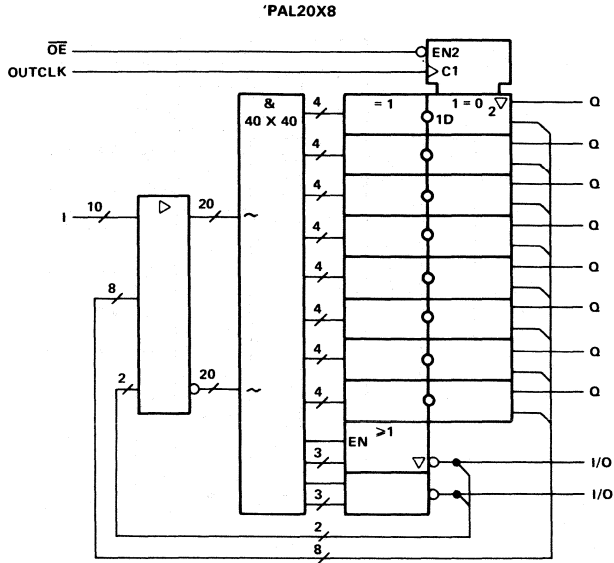 'PAL20X8
OE
EN2
OUTCLK
C1
&
40 X 40
4
= 1
1 = 0 2
Q
1D
4
Q
4
Q
10
20
I
4
Q
4
Q
8
4
Q
4
Q
2
20
4
Q
EN
≥1
3
I/O
3
I/O
2
8